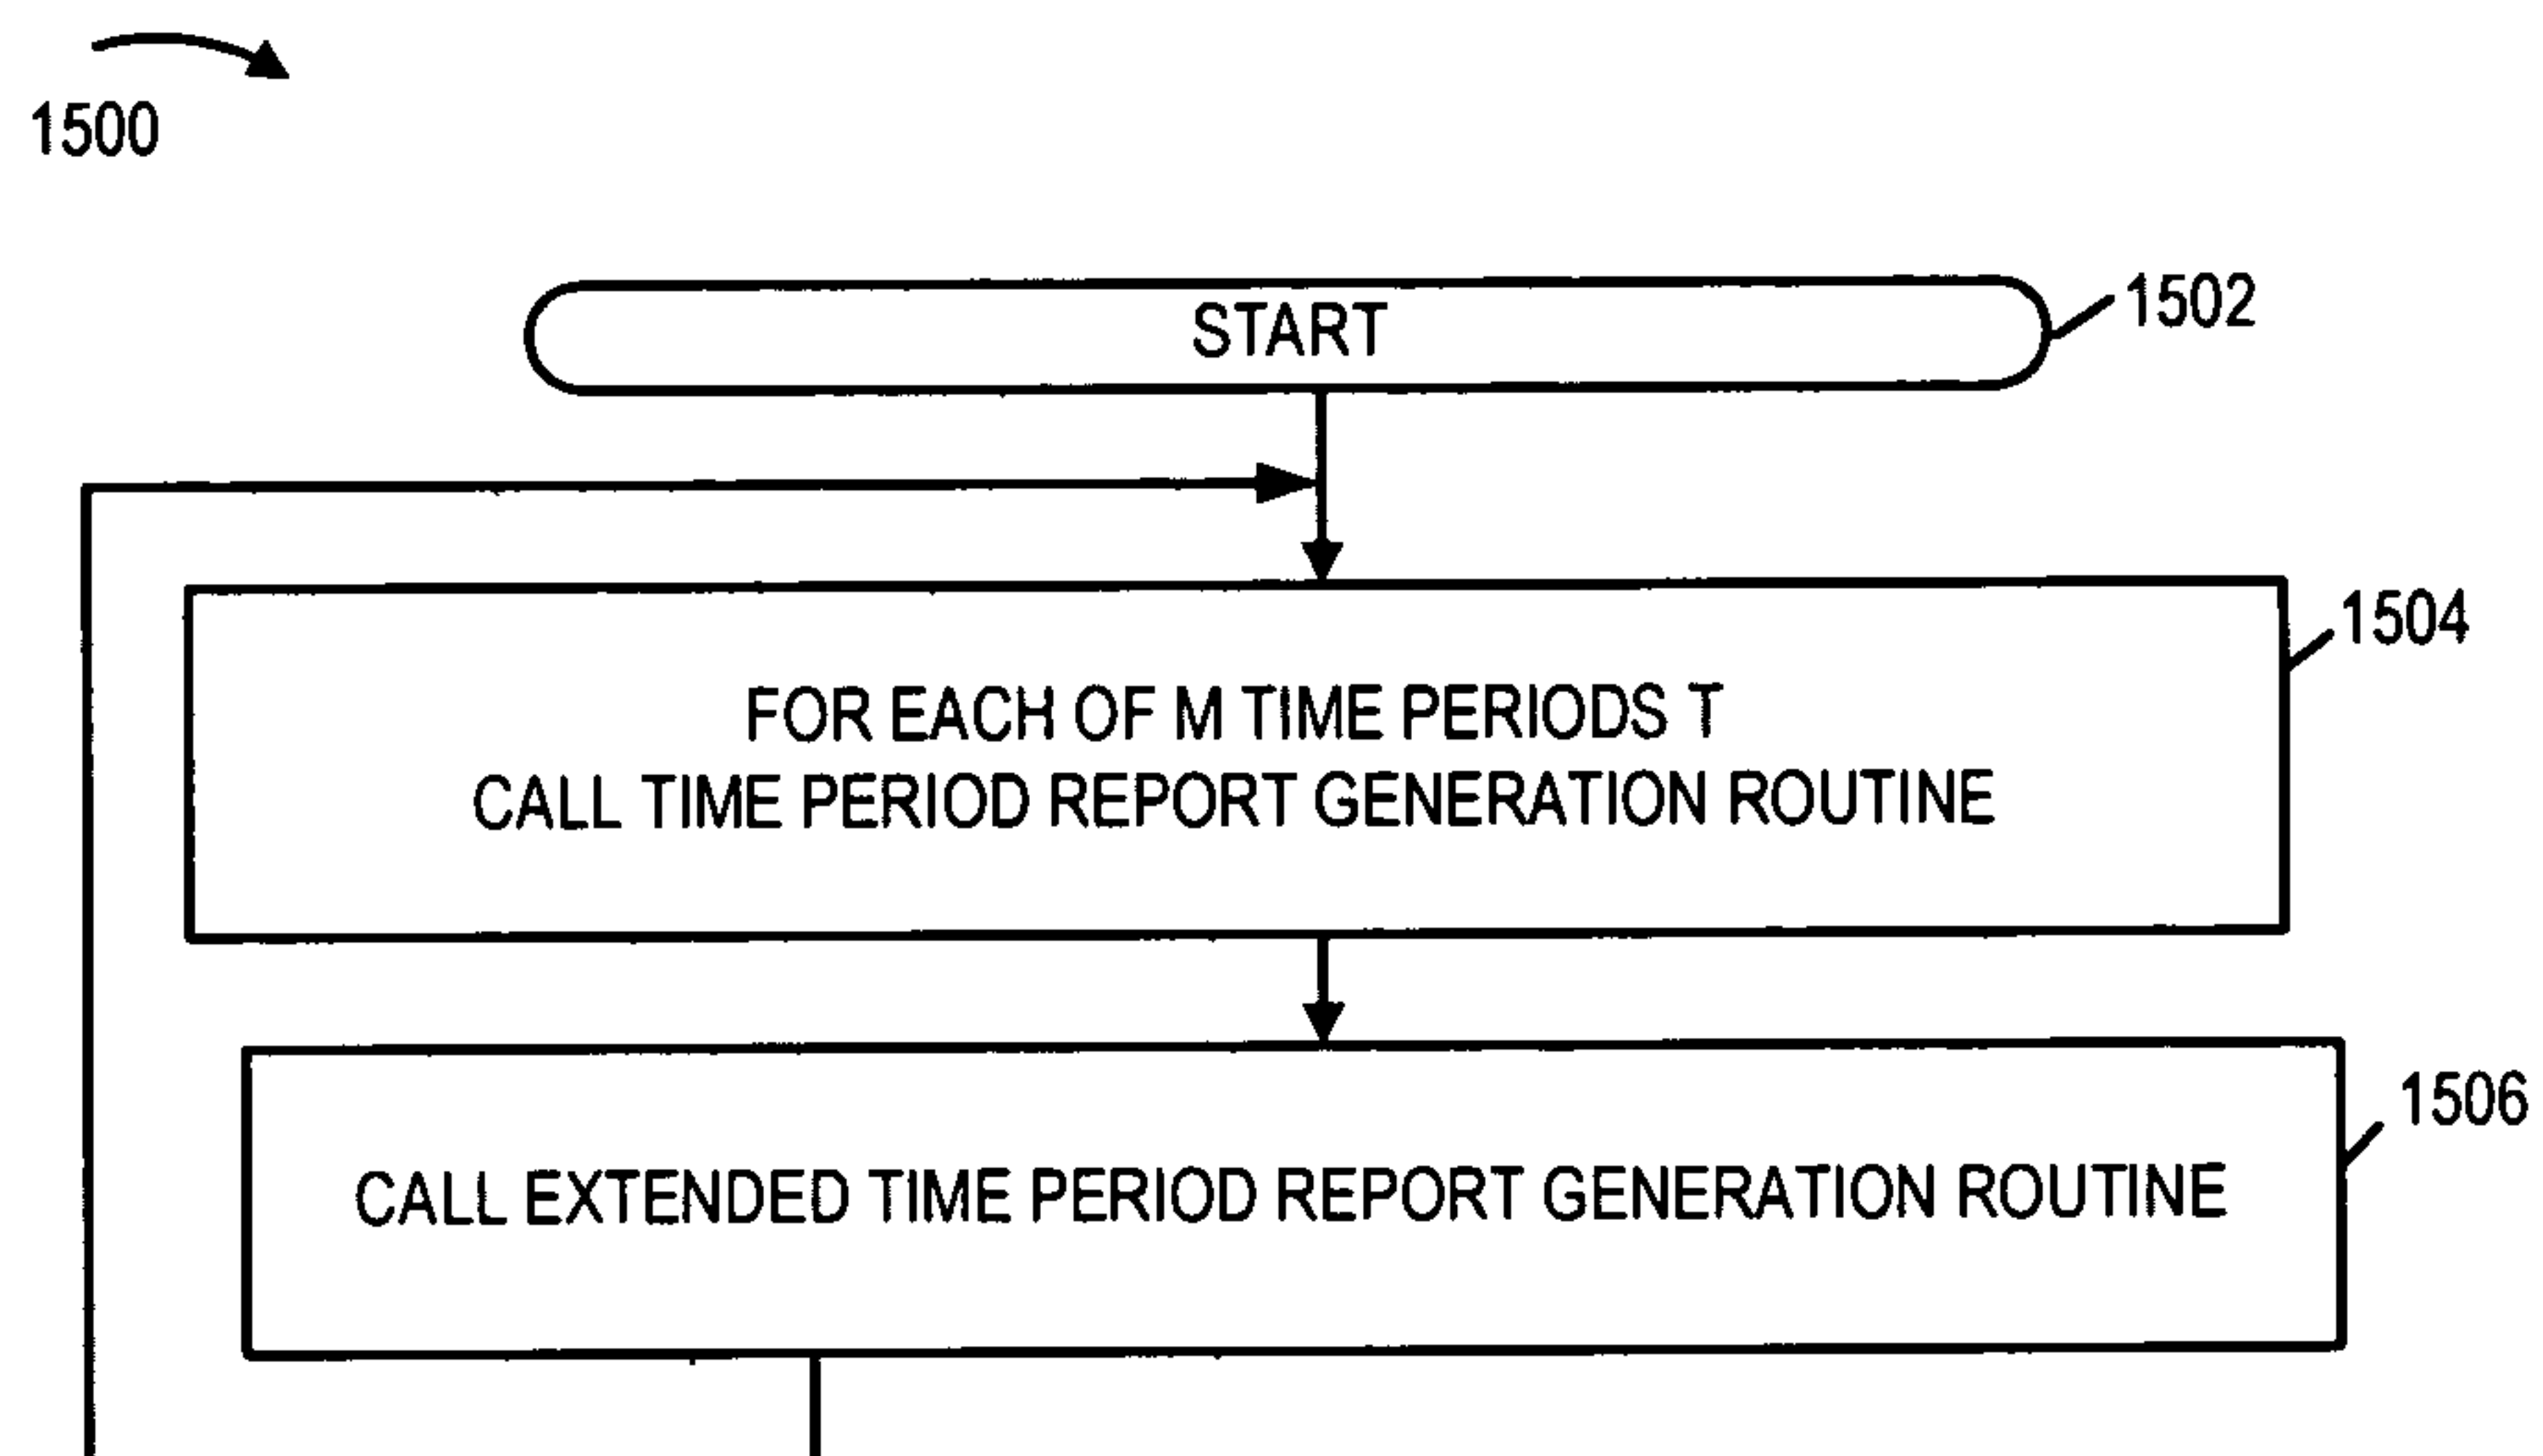 1500
START
1502
1504
FOR EACH OF M TIME PERIODS T
CALL TIME PERIOD REPORT GENERATION ROUTINE
1506
CALL EXTENDED TIME PERIOD REPORT GENERATION ROUTINE